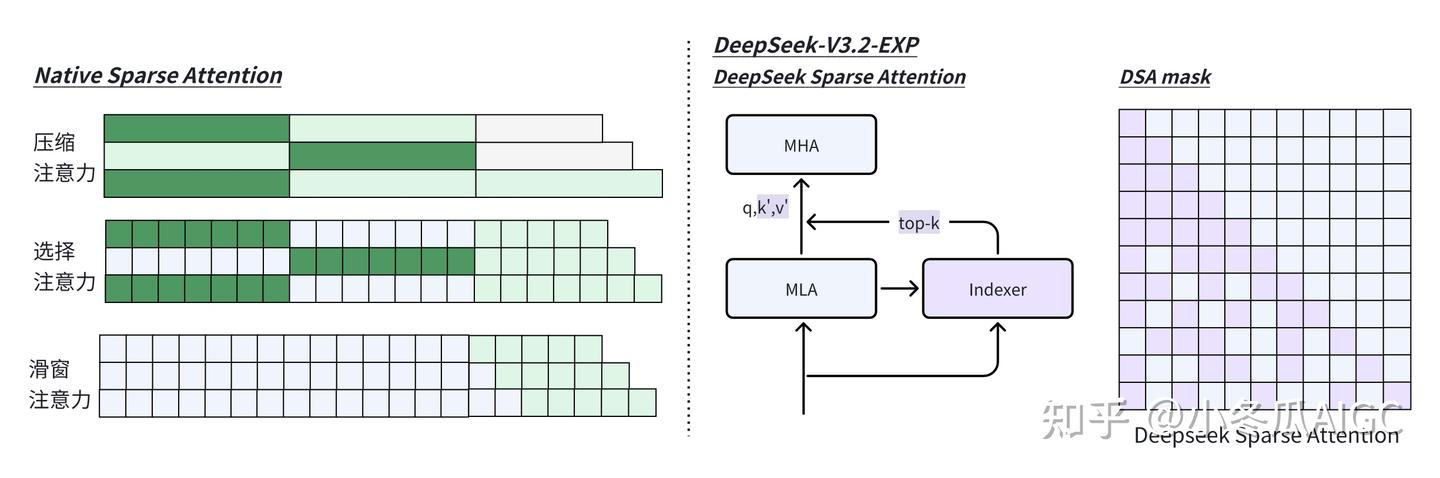 Native Sparse Attention
压缩
注意力
选择
注意力
滑窗
注意力
DeepSeek-V3.2-EXP
DeepSeek Sparse Attention
MHA
q,k',v'
top-k
MLA
Indexer
DSA mask
知乎 @小冬瓜AIGC
Deepseek Sparse Attention